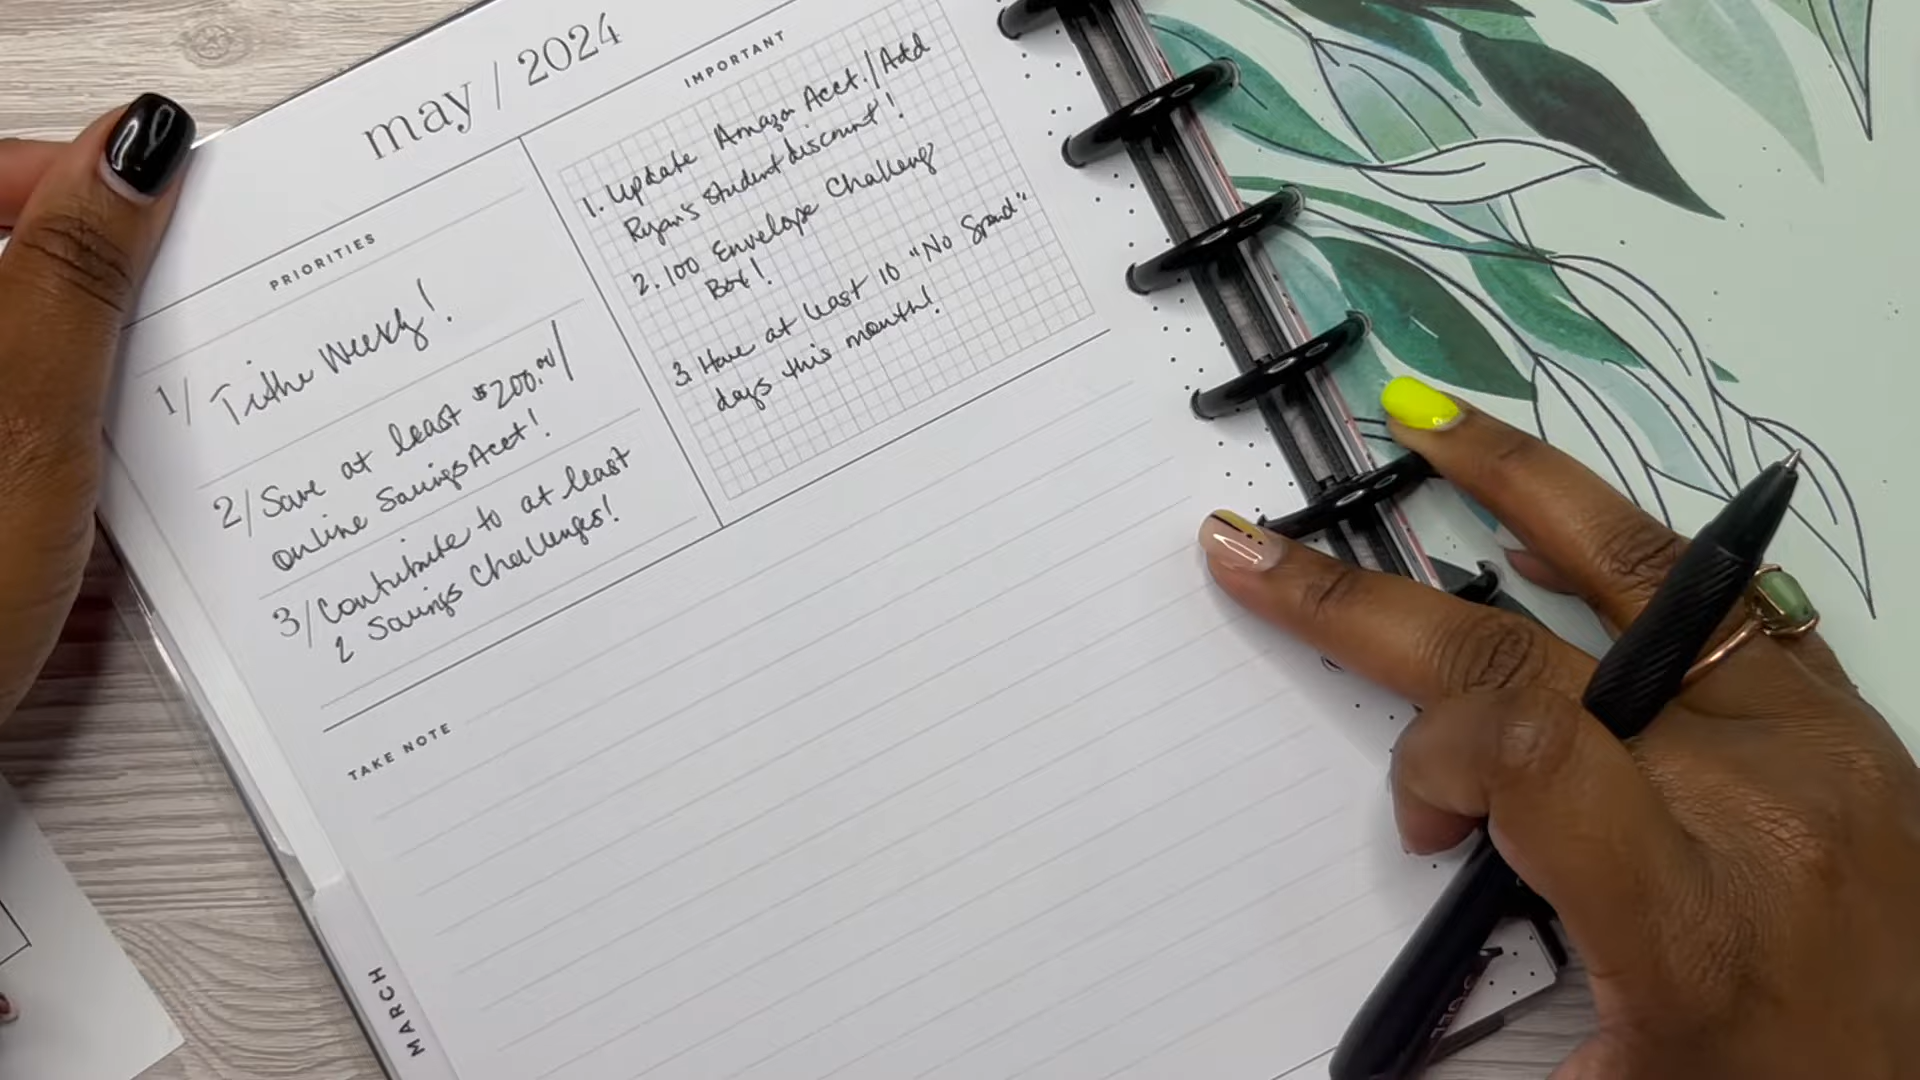 may / 2024
PRIORITIES
1/ Tithe Weekly!
2/ Save at least $200.00/
online Savings Acct!
3/ Contribute to at least
2 Savings Challenges!
IMPORTANT
1. Update Amazon Acct./Add
Ryan's Student discount!
2. 100 Envelope Challeng
Box!
3. Have at least 10 "No Spend"
days this month!
TAKE NOTE
MARCH